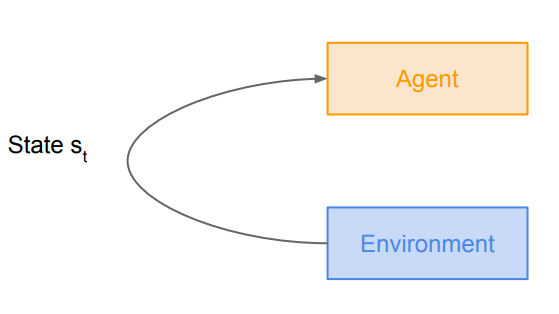 Agent
State sₜ
Environment